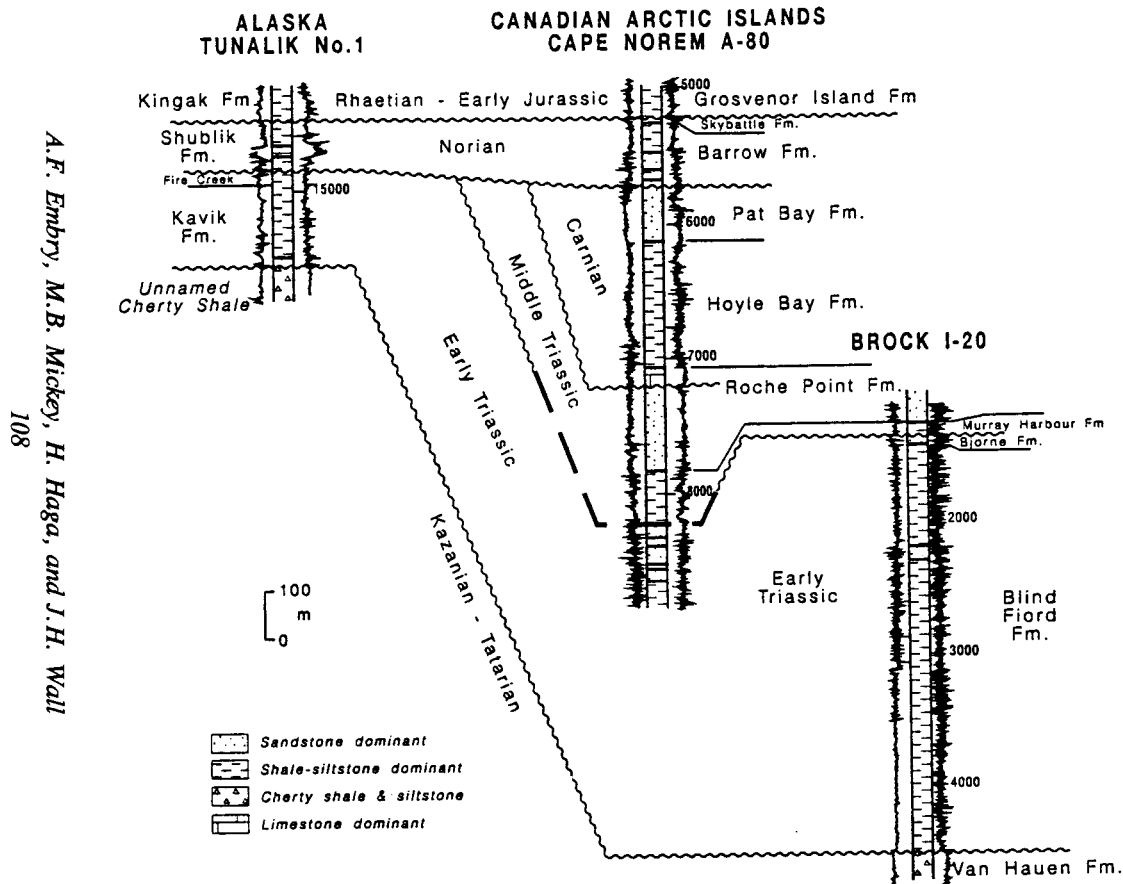 ALASKA
TUNALIK No.1
CANADIAN ARCTIC ISLANDS
CAPE NOREM A-80
Kingak Fm
Rhaetian - Early Jurassic
5000
Grosvenor Island Fm
Skybattle Fm.
Shublik
Fm.
Norian
Barrow Fm.
Fire Creek
15000
Kavik
Fm.
6000
Pat Bay Fm.
Carnian
Middle Triassic
Unnamed
Cherty Shale
Hoyle Bay Fm.
BROCK I-20
7000
Roche Point Fm.
Early Triassic
Murray Harbour Fm
Bjorne Fm.
8000
2000
Kazanian - Tatarian
Early
Triassic
Blind
Fiord
Fm.
100
m
0
3000
Sandstone dominant
Shale-siltstone dominant
Cherty shale & siltstone
Limestone dominant
4000
Van Hauen Fm.
A.F. Embry, M.B. Mickey, H. Haga, and J.H. Wall
108